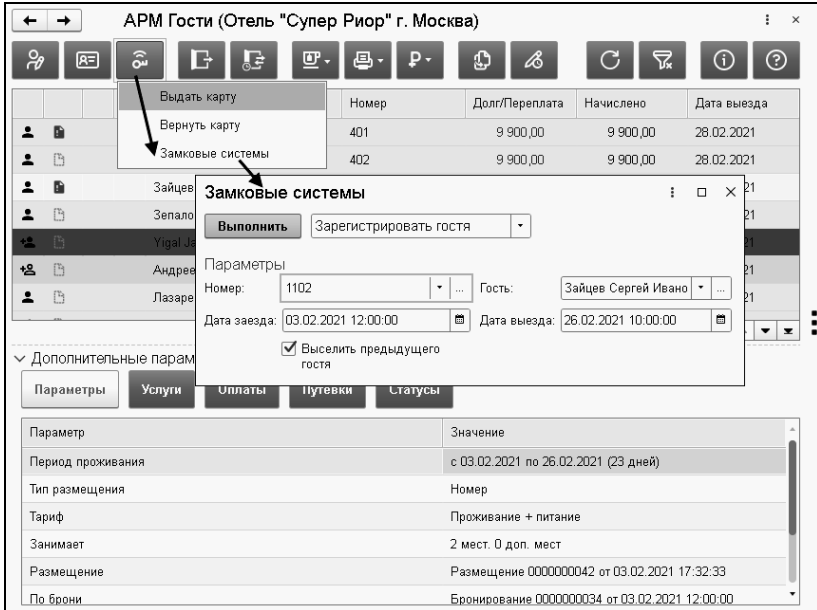 АРМ Гости (Отель "Супер Риор" г. Москва)
Выдать карту
Вернуть карту
Замковые системы
Номер Долг/Переплата Начислено Дата выезда
401 9 900,00 9 900,00 28.02.2021
402 9 900,00 9 900,00 28.02.2021
Зайцев
Зепало
Yigal Ja
Андрее
Лазаре
21
21
21
21
21
Замковые системы
Выполнить Зарегистрировать гостя
Параметры
Номер: 1102 ... Гость: Зайцев Сергей Ивано ...
Дата заезда: 03.02.2021 12:00:00 Дата выезда: 26.02.2021 10:00:00
Выселить предыдущего
гостя
Дополнительные парам
Параметры Услуги Оплаты Путевки Статусы
Параметр Значение
Период проживания с 03.02.2021 по 26.02.2021 (23 дней)
Тип размещения Номер
Тариф Проживание + питание
Занимает 2 мест. 0 доп. мест
Размещение Размещение 0000000042 от 03.02.2021 17:32:33
По брони Бронирование 0000000034 от 03.02.2021 12:00:00